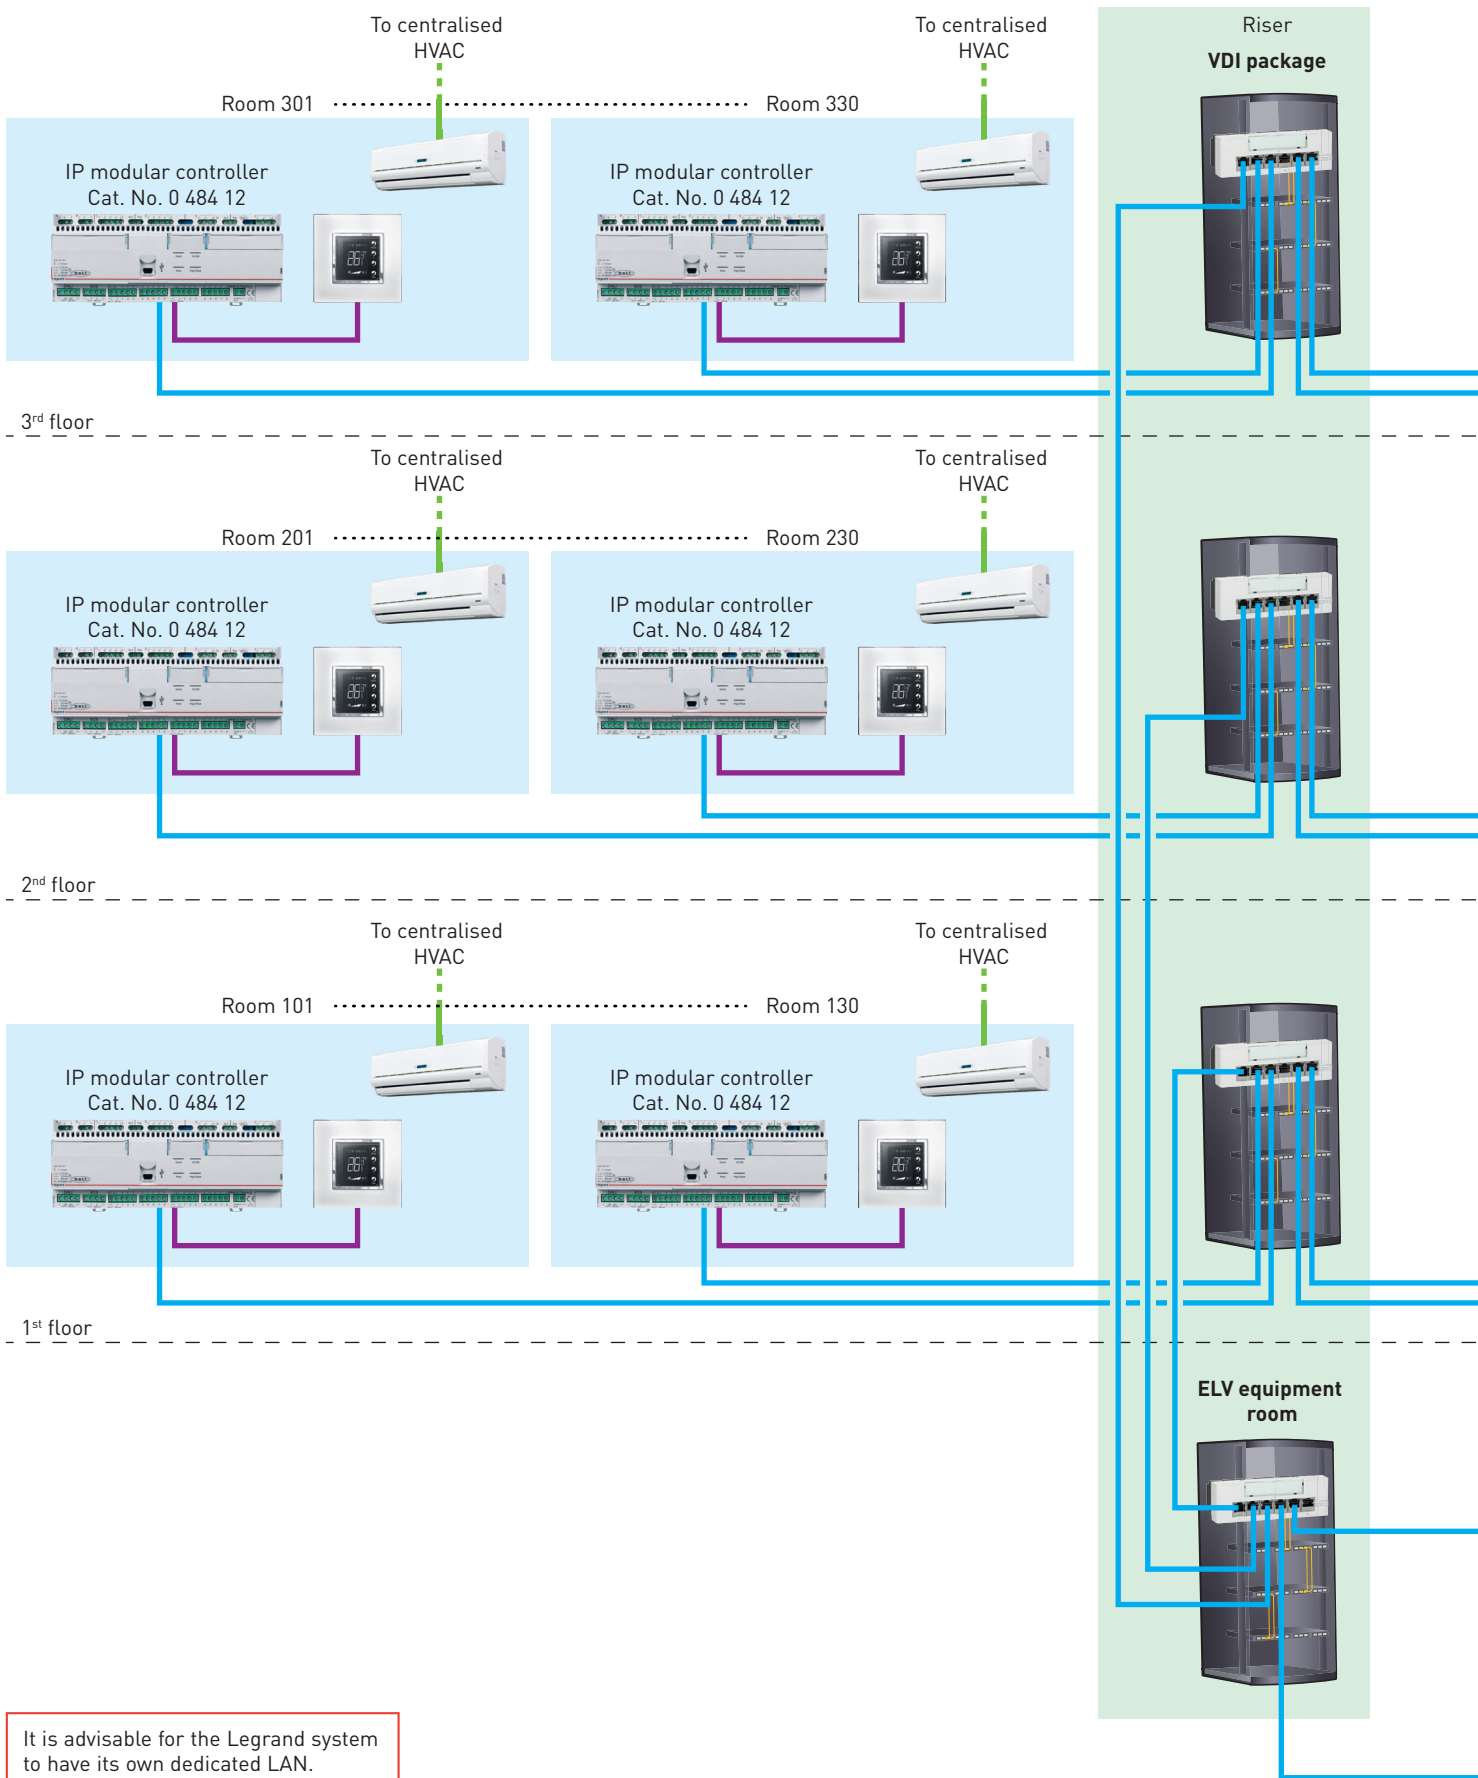 To centralised
HVAC
To centralised
HVAC
Riser
VDI package
Room 301
Room 330
IP modular controller
Cat. No. 0 484 12
IP modular controller
Cat. No. 0 484 12
3rd floor
To centralised
HVAC
To centralised
HVAC
Room 201
Room 230
IP modular controller
Cat. No. 0 484 12
IP modular controller
Cat. No. 0 484 12
2nd floor
To centralised
HVAC
To centralised
HVAC
Room 101
Room 130
IP modular controller
Cat. No. 0 484 12
IP modular controller
Cat. No. 0 484 12
1st floor
ELV equipment
room
It is advisable for the Legrand system
to have its own dedicated LAN.